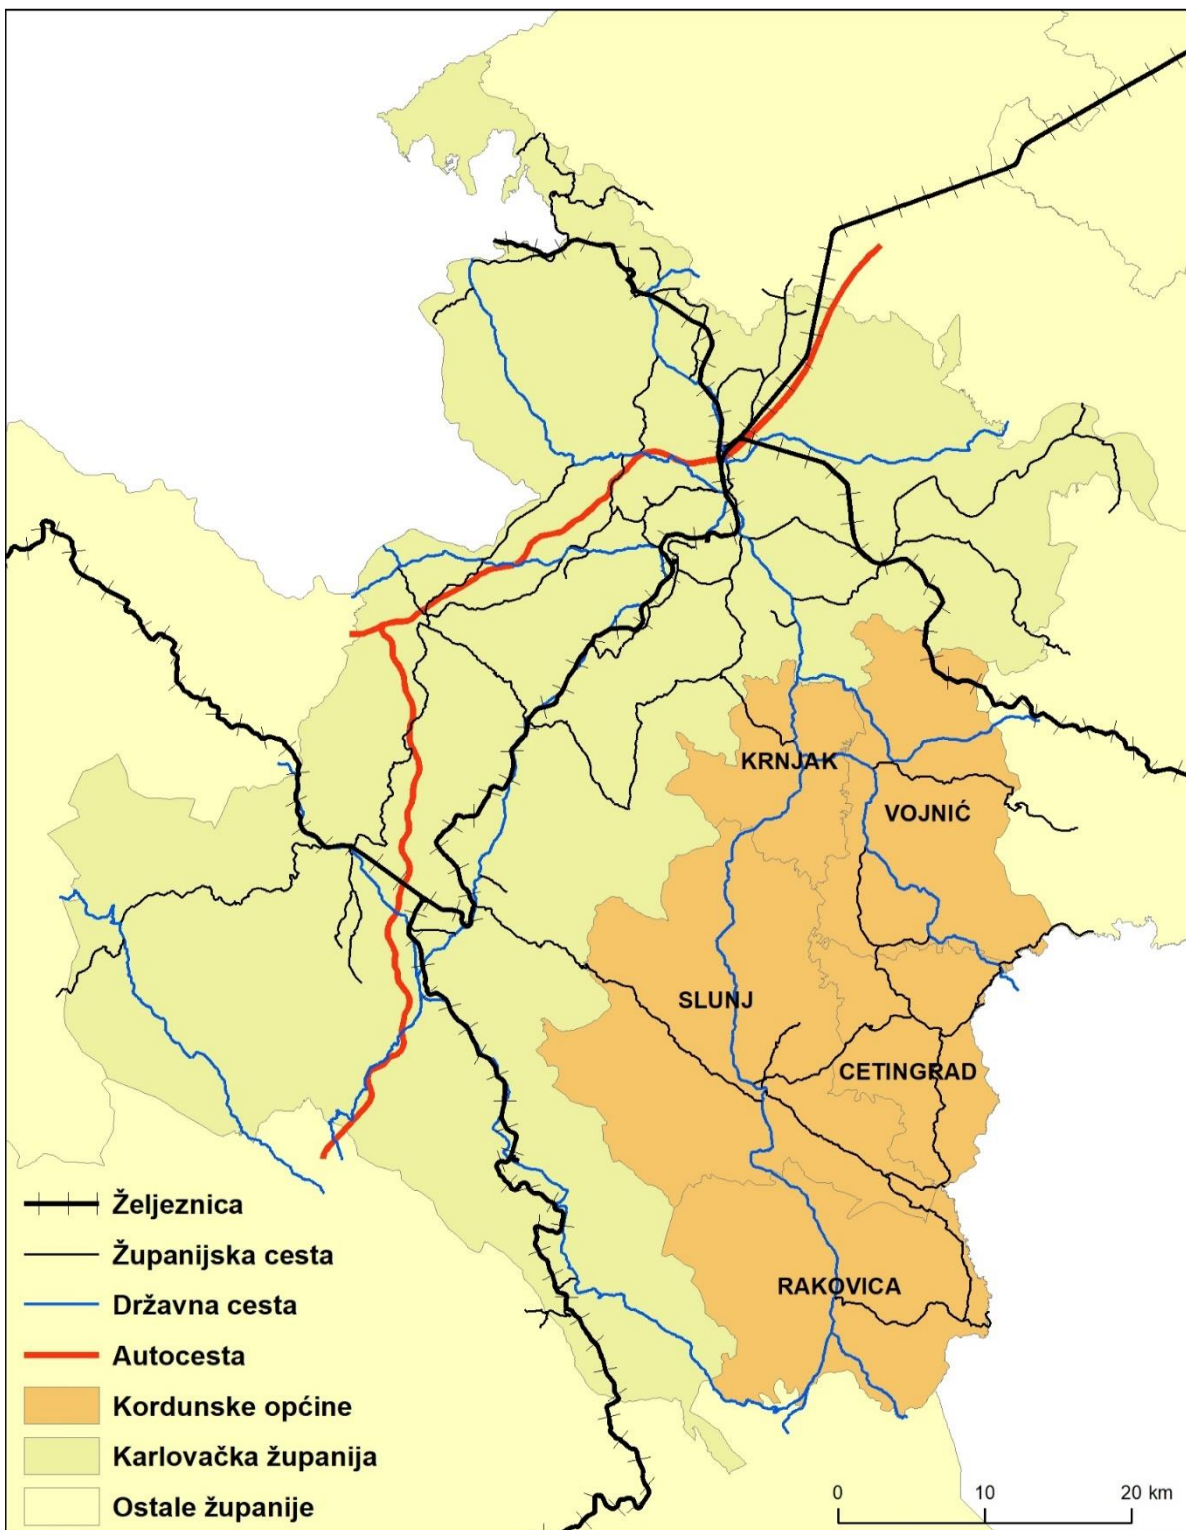 KRNJAK
VOJNIĆ
SLUNJ
CETINGRAD
RAKOVICA
Željeznica
Županijska cesta
Državna cesta
Autocesta
Kordunske općine
Karlovačka županija
Ostale županije
0 10 20 km